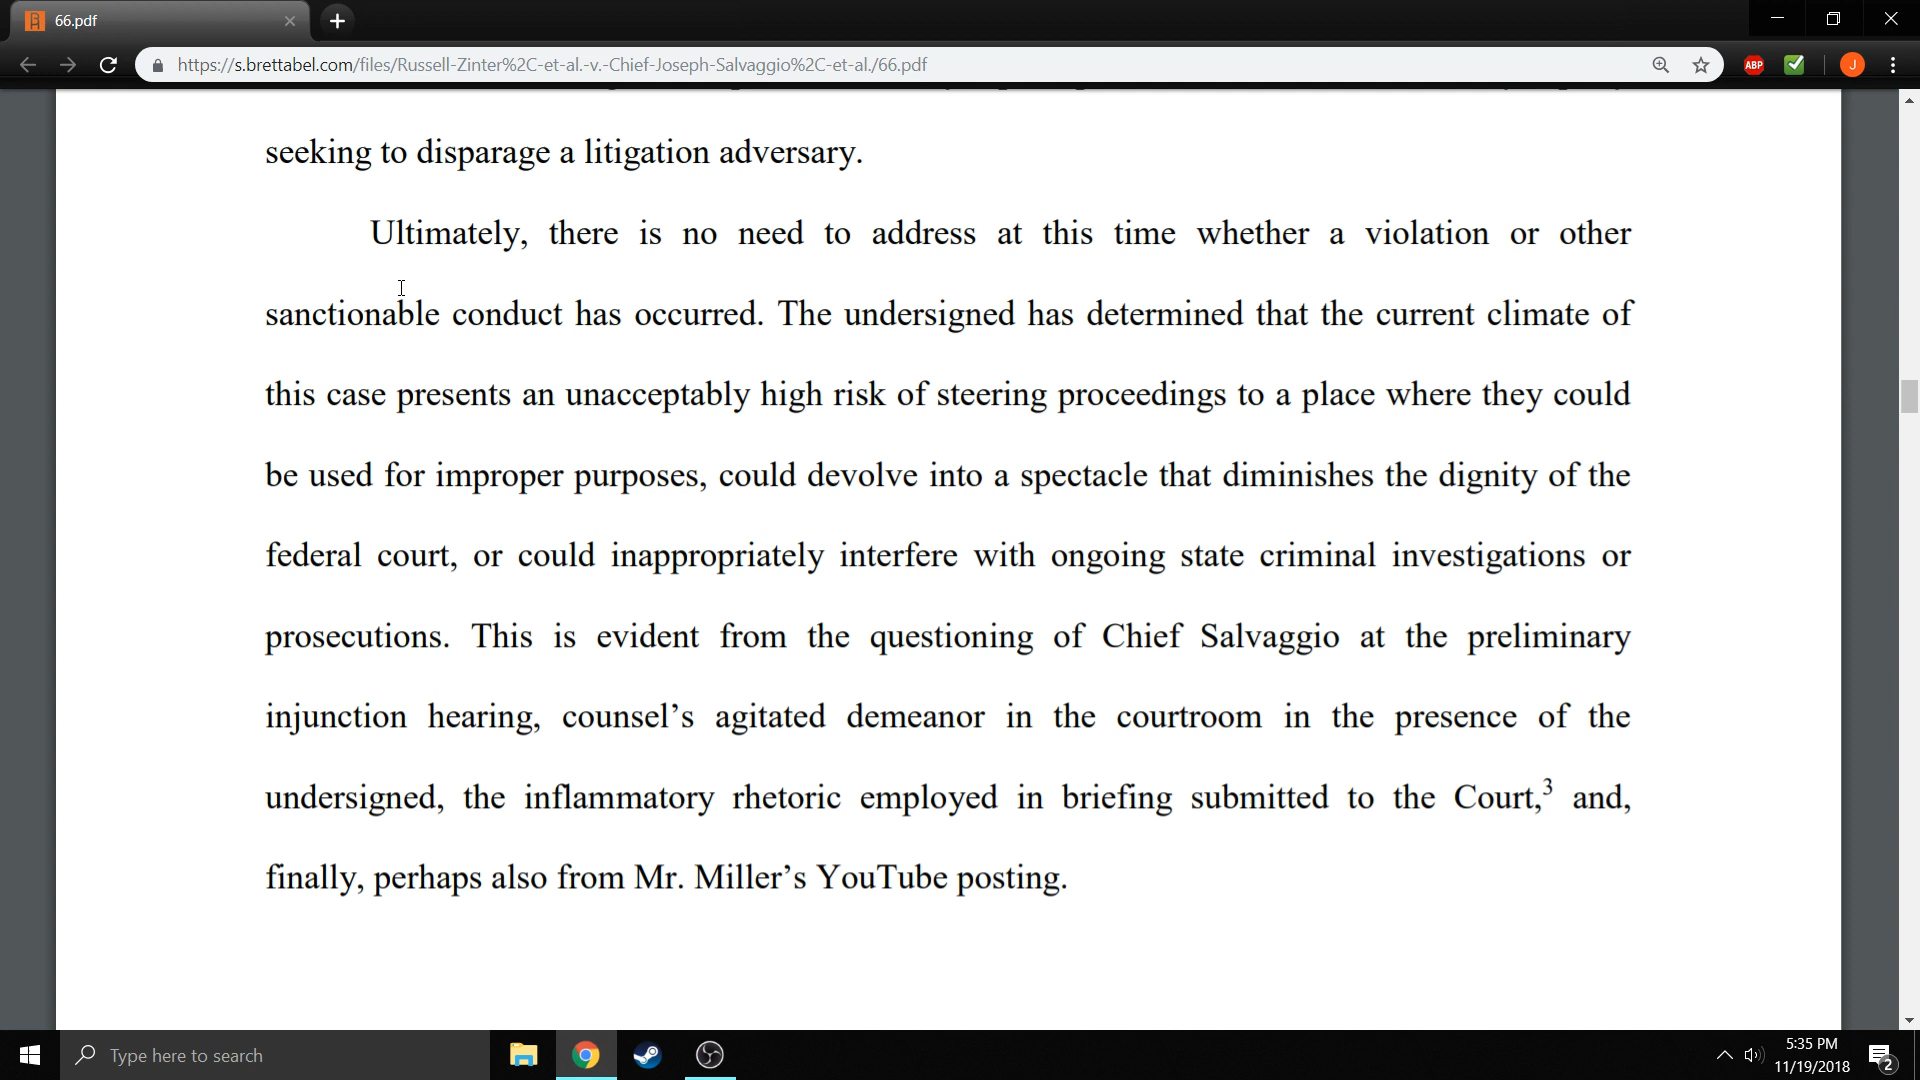 66.pdf
https://s.brettabel.com/files/Russell-Zinter%2C-et-al.-v.-Chief-Joseph-Salvaggio%2C-et-al./66.pdf
ABP
J
seeking to disparage a litigation adversary.
Ultimately, there is no need to address at this time whether a violation or other
sanctionable conduct has occurred. The undersigned has determined that the current climate of
this case presents an unacceptably high risk of steering proceedings to a place where they could
be used for improper purposes, could devolve into a spectacle that diminishes the dignity of the
federal court, or could inappropriately interfere with ongoing state criminal investigations or
prosecutions. This is evident from the questioning of Chief Salvaggio at the preliminary
injunction hearing, counsel’s agitated demeanor in the courtroom in the presence of the
undersigned, the inflammatory rhetoric employed in briefing submitted to the Court,3 and,
finally, perhaps also from Mr. Miller’s YouTube posting.
Type here to search
5:35 PM
11/19/2018
2